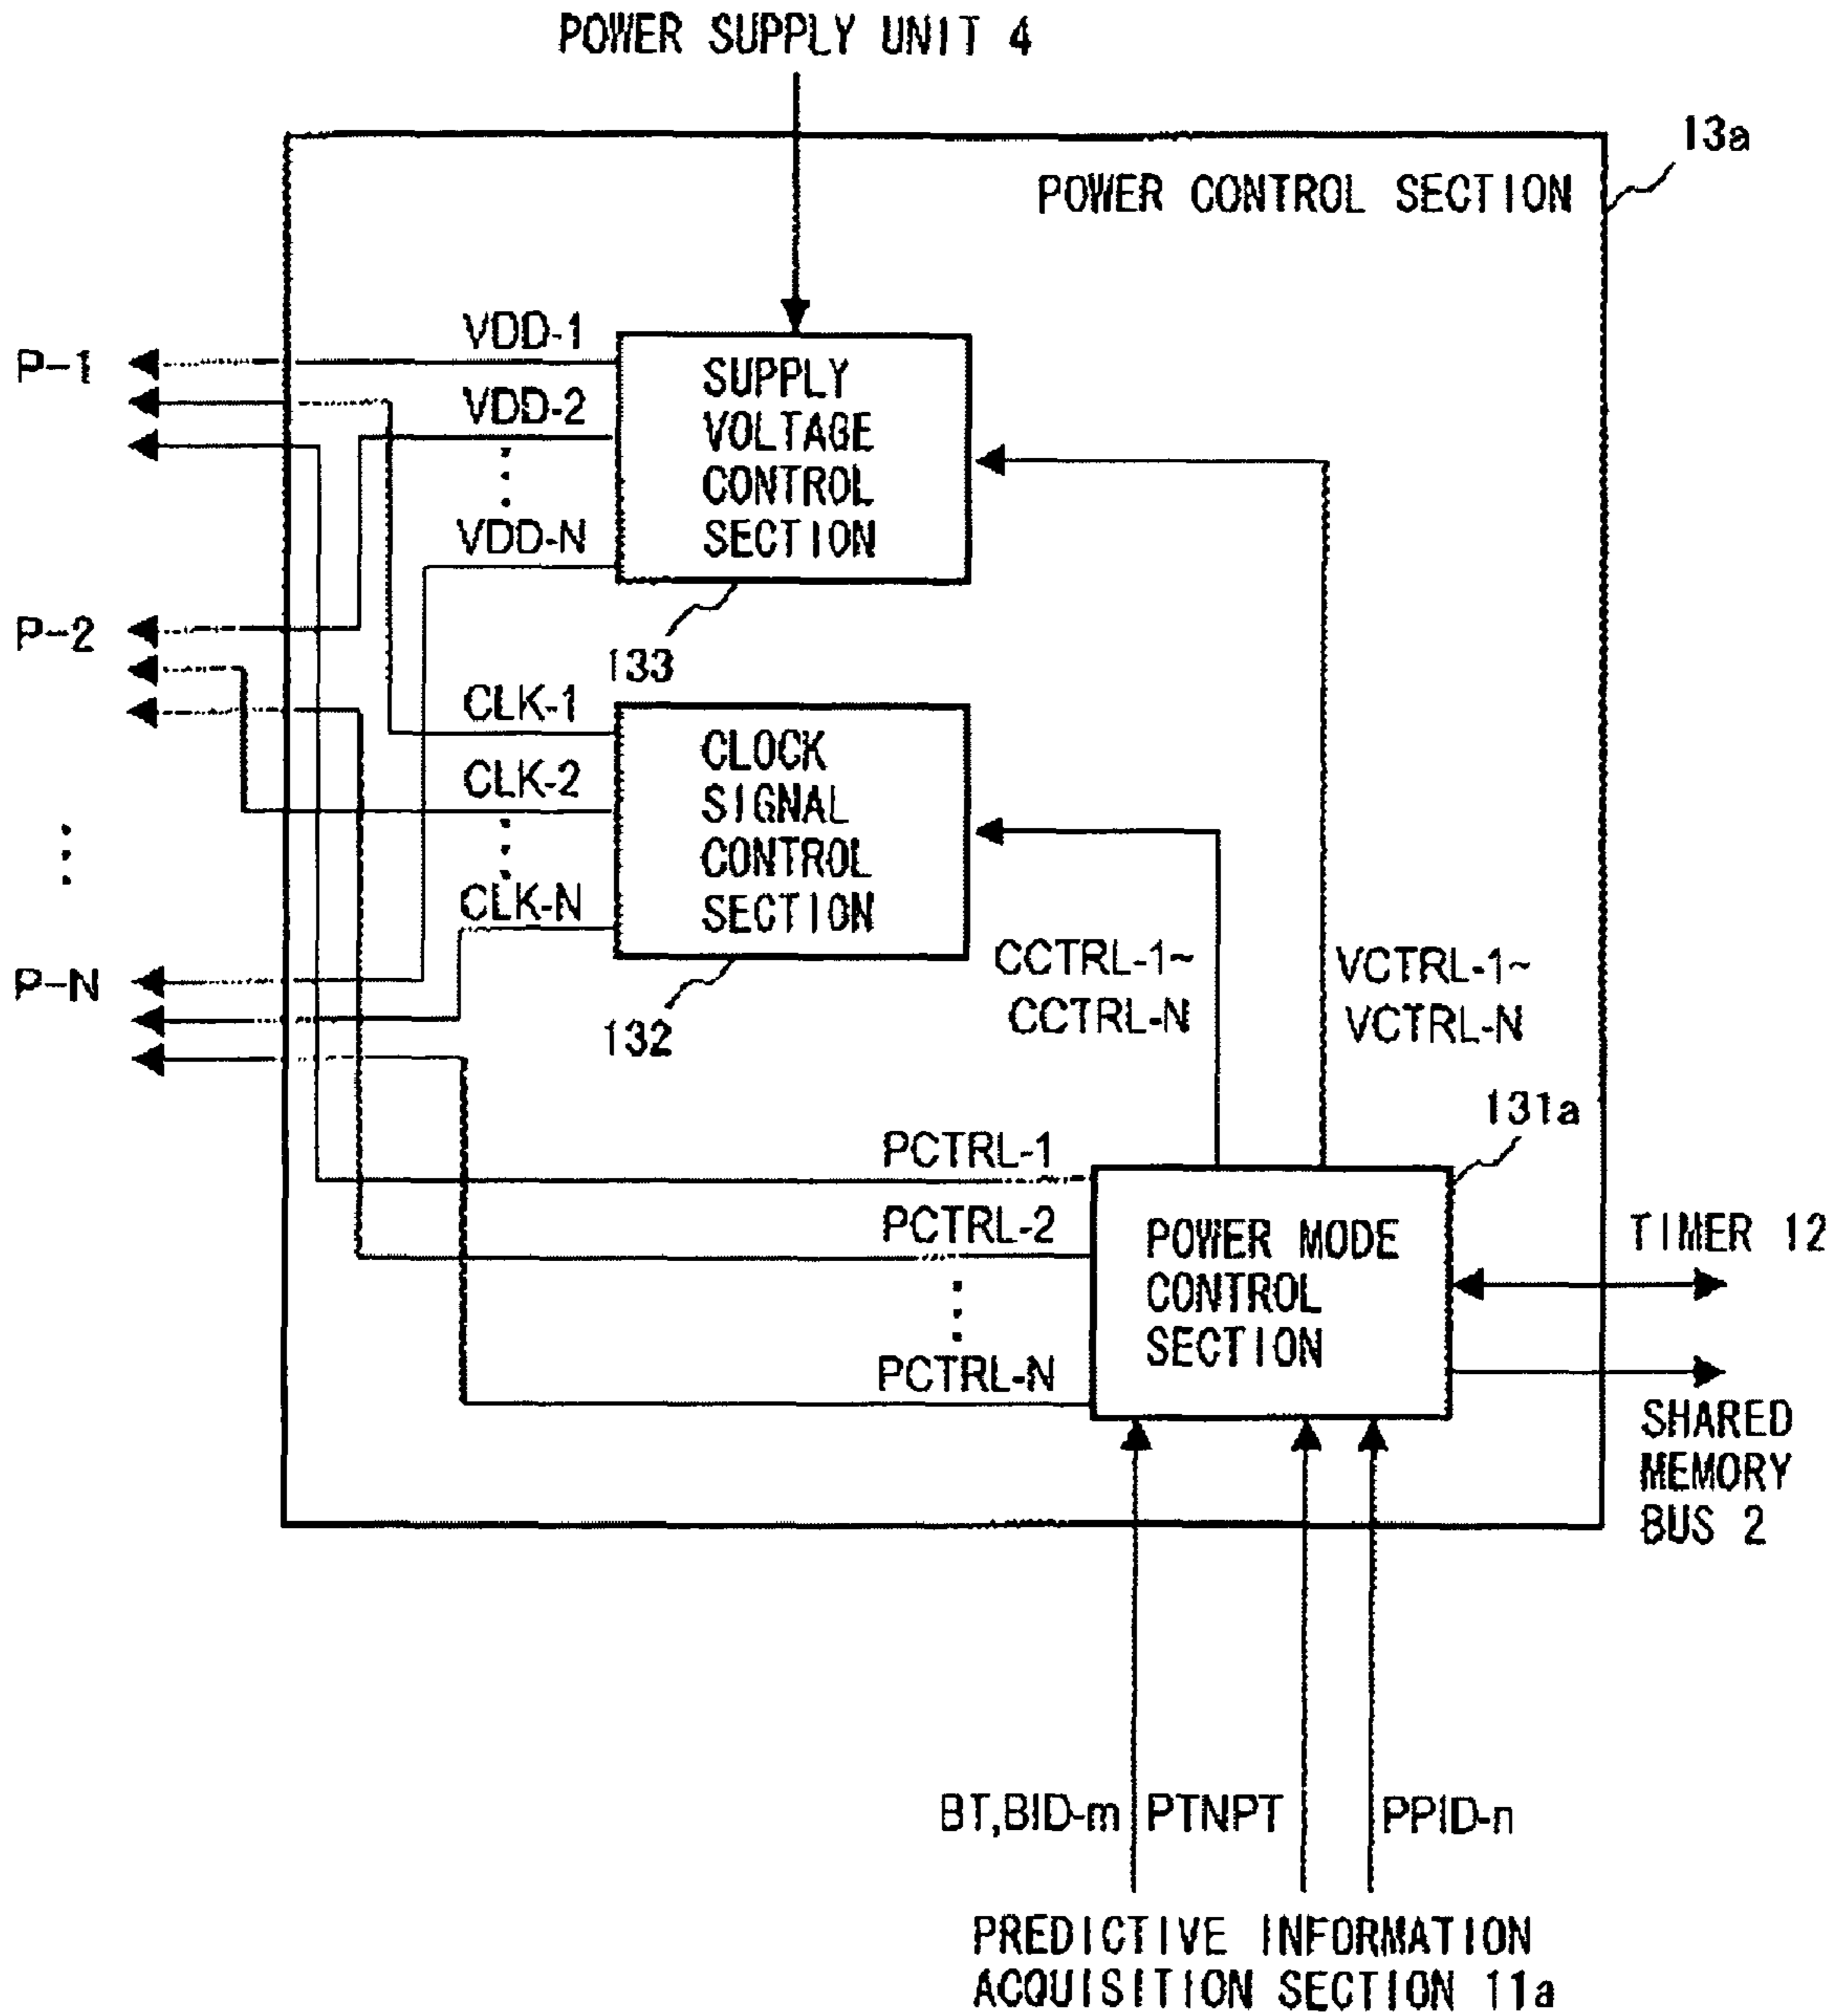 POWER SUPPLY UNIT 4
13a
POWER CONTROL SECTION
P-1
VDD-1
VDD-2
VDD-N
SUPPLY
VOLTAGE
CONTROL
SECTION
133
P-2
CLK-1
CLK-2
CLK-N
CLOCK
SIGNAL
CONTROL
SECTION
132
P-N
CCTRL-1~
CCTRL-N
VCTRL-1~
VCTRL-N
131a
PCTRL-1
PCTRL-2
PCTRL-N
POWER MODE
CONTROL
SECTION
TIMER 12
SHARED
MEMORY
BUS 2
BT,BID-m
PTNPT
PPID-n
PREDICTIVE INFORMATION
ACQUISITION SECTION 11a